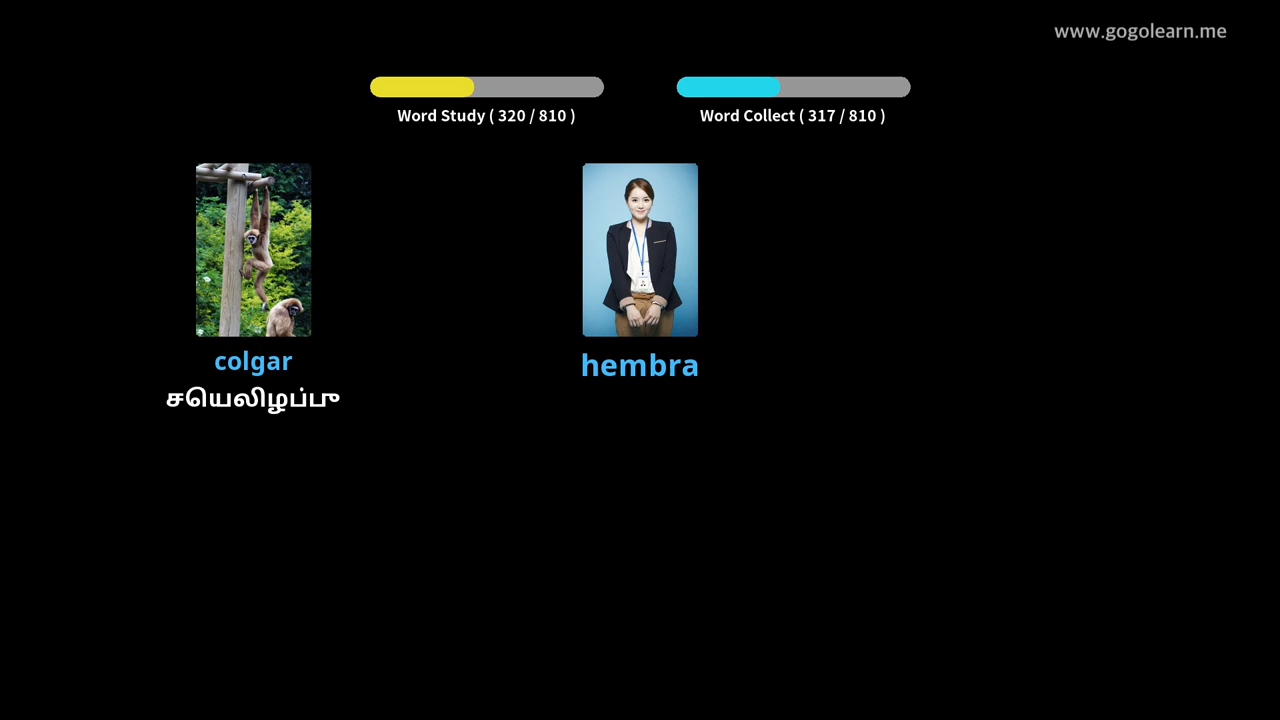 www.gogolearn.me
Word Study ( 320 / 810 )
Word Collect ( 317 / 810 )
colgar
hembra
சயெலிழப்பு